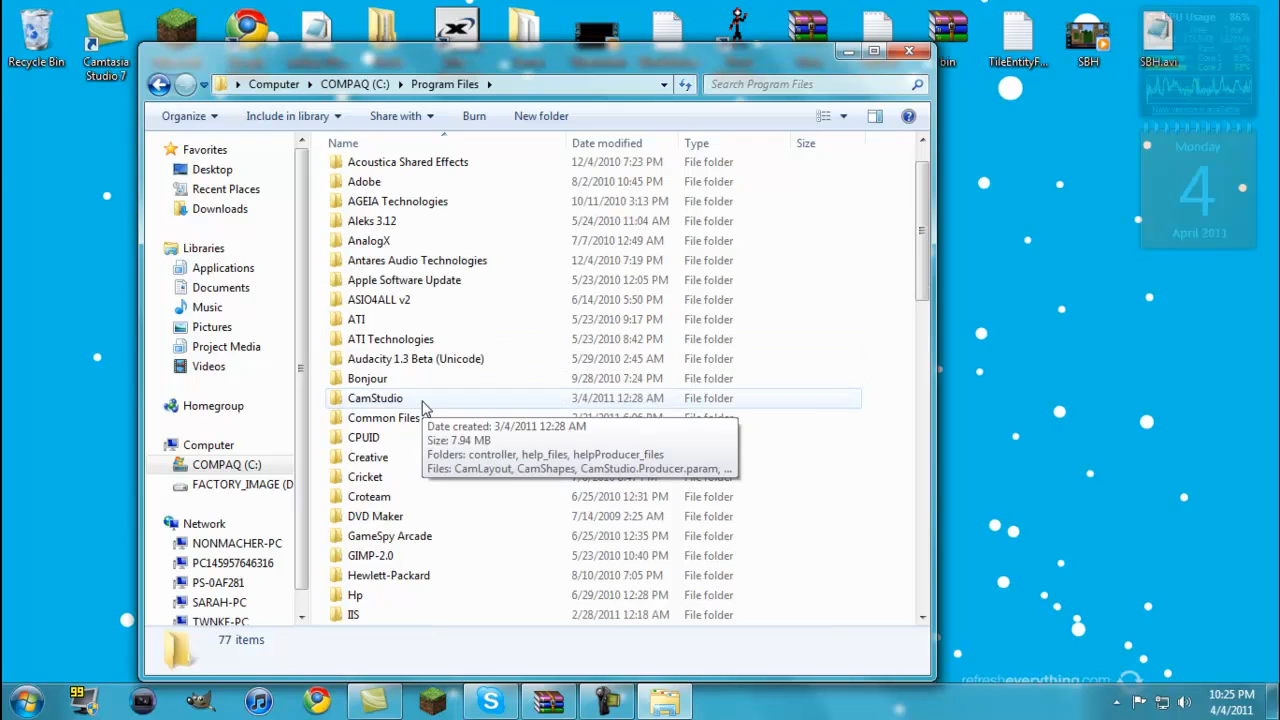 Recycle Bin
Camtasia Studio 7
bin
TileEntityF...
SBH
SBH.avi
CPU Usage 86%
Computer ▸ COMPAQ (C:) ▸ Program Files ▸
Search Program Files
Organize
Include in library
Share with
Burn
New folder
Name Date modified Type Size
Favorites
Desktop
Recent Places
Downloads
Libraries
Applications
Documents
Music
Pictures
Project Media
Videos
Homegroup
Computer
COMPAQ (C:)
FACTORY_IMAGE (D
Network
NONMACHER-PC
PC145957646316
PS-0AF281
SARAH-PC
TWNKE-PC
Acoustica Shared Effects 12/4/2010 7:23 PM File folder
Adobe 8/2/2010 10:45 PM File folder
AGEIA Technologies 10/11/2010 3:13 PM File folder
Aleks 3.12 5/24/2010 11:04 AM File folder
AnalogX 7/7/2010 12:49 AM File folder
Antares Audio Technologies 12/4/2010 7:19 PM File folder
Apple Software Update 5/23/2010 12:05 PM File folder
ASIO4ALL v2 6/14/2010 5:50 PM File folder
ATI 5/23/2010 9:17 PM File folder
ATI Technologies 5/23/2010 8:42 PM File folder
Audacity 1.3 Beta (Unicode) 5/29/2010 2:45 AM File folder
Bonjour 9/28/2010 7:24 PM File folder
CamStudio 3/4/2011 12:28 AM File folder
Common Files File folder
CPUID
Creative
Cricket File folder
Croteam 6/25/2010 12:31 PM File folder
DVD Maker 7/14/2009 2:25 AM File folder
GameSpy Arcade 6/25/2010 12:35 PM File folder
GIMP-2.0 5/23/2010 10:40 PM File folder
Hewlett-Packard 8/10/2010 7:05 PM File folder
Hp 6/29/2010 12:28 PM File folder
IIS 2/28/2011 12:18 AM File folder
Date created: 3/4/2011 12:28 AM
Size: 7.94 MB
Folders: controller, help_files, helpProducer_files
Files: CamLayout, CamShapes, CamStudio.Producer.param, ...
77 items
Monday
4
April 2011
refresheverything.com
99
10:25 PM
4/4/2011